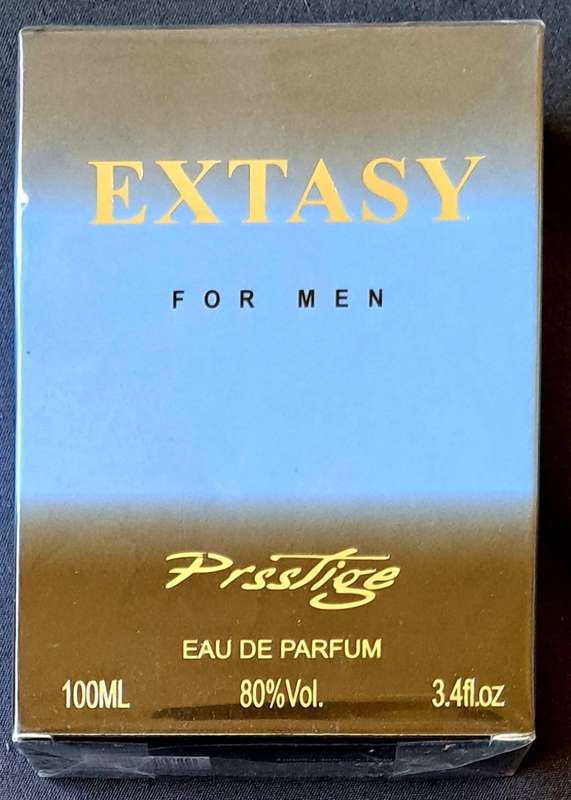 EXTASY
FOR MEN
Prsstige
EAU DE PARFUM
100ML 80%Vol. 3.4fl.oz